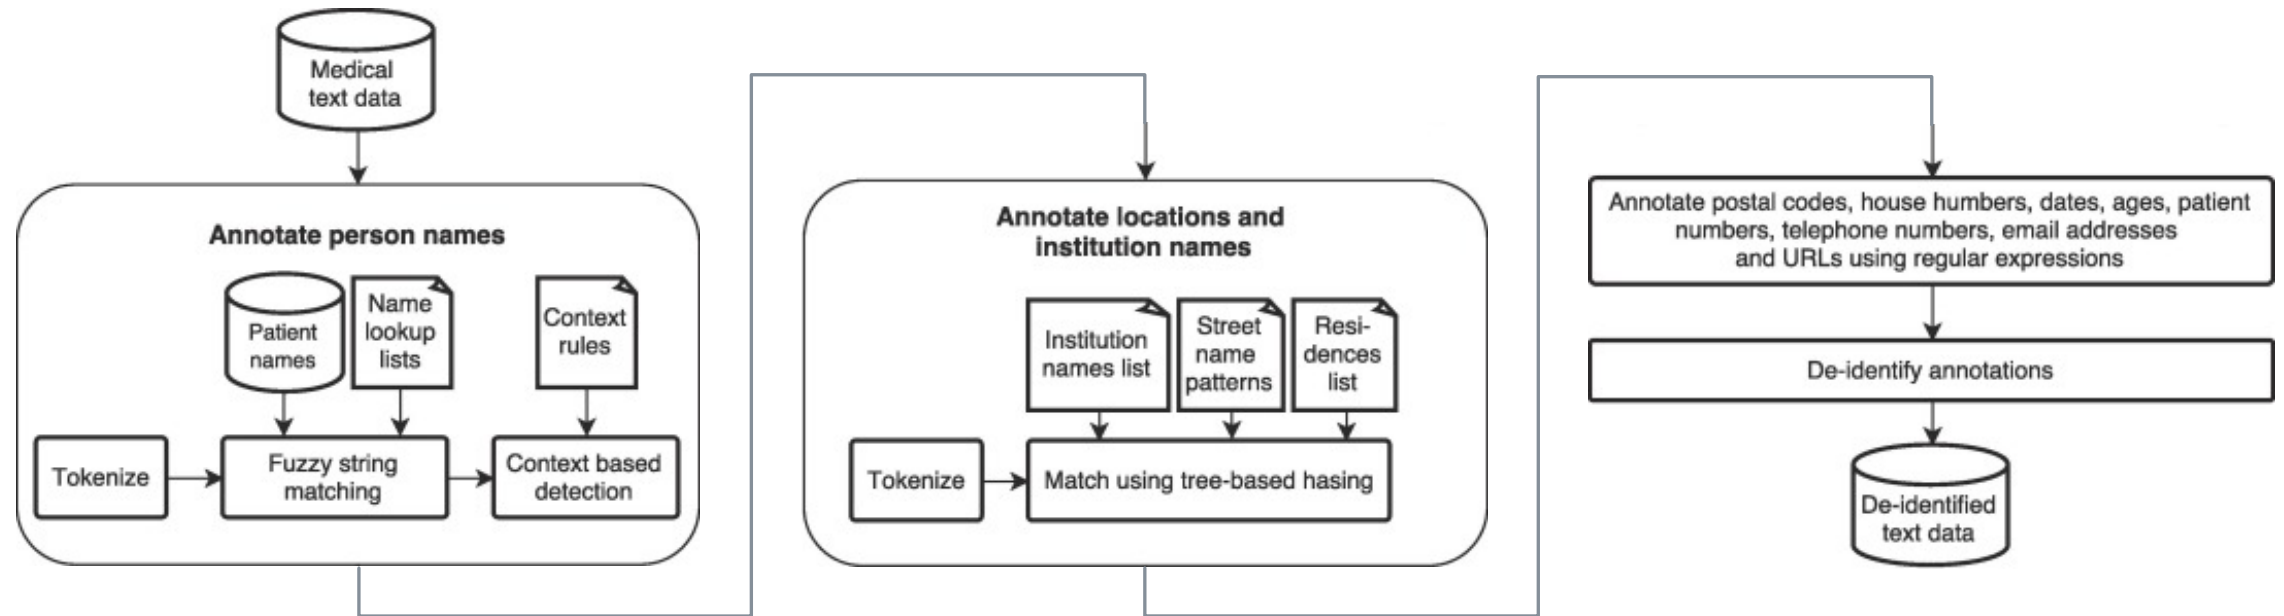 Medical
text data
Annotate person names
Patient
names
Name
lookup
lists
Context
rules
Tokenize
Fuzzy string
matching
Context based
detection
Annotate locations and
institution names
Institution
names list
Street
name
patterns
Resi-
dences
list
Tokenize
Match using tree-based hasing
Annotate postal codes, house humbers, dates, ages, patient
numbers, telephone numbers, email addresses
and URLs using regular expressions
De-identify annotations
De-identified
text data